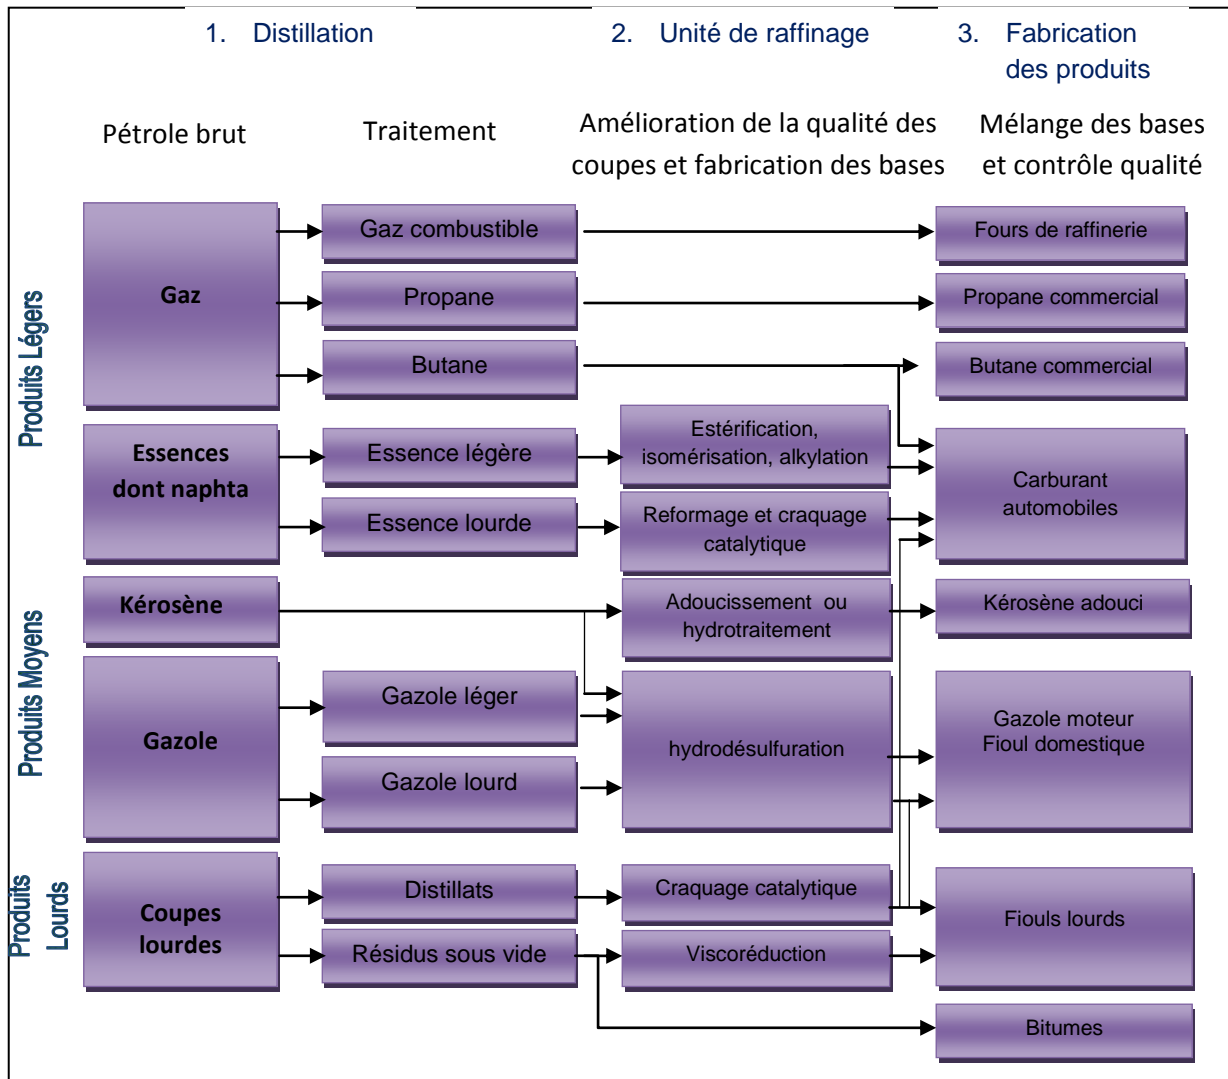 1. Distillation
2. Unité de raffinage
3. Fabrication
des produits
Pétrole brut
Traitement
Amélioration de la qualité des
coupes et fabrication des bases
Mélange des bases
et contrôle qualité
Produits Légers
Gaz
Gaz combustible
Fours de raffinerie
Propane
Propane commercial
Butane
Butane commercial
Essences
dont naphta
Essence légère
Estérification,
isomérisation, alkylation
Carburant
automobiles
Essence lourde
Reformage et craquage
catalytique
Produits Moyens
Kérosène
Adoucissement ou
hydrotraitement
Kérosène adouci
Gazole
Gazole léger
Gazole lourd
hydrodésulfuration
Gazole moteur
Fioul domestique
Produits
Lourds
Coupes
lourdes
Distillats
Craquage catalytique
Fiouls lourds
Résidus sous vide
Viscoréduction
Bitumes